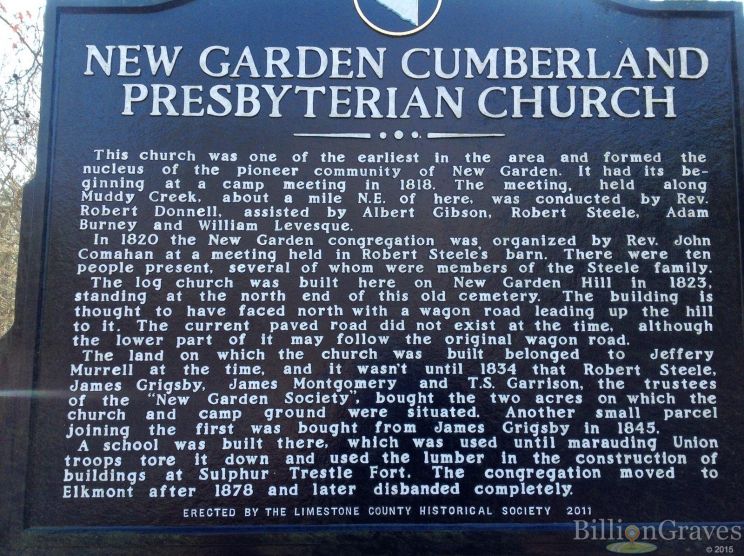 NEW GARDEN CUMBERLAND
PRESBYTERIAN CHURCH
This church was one of the earliest in the area and formed the
nucleus of the pioneer community of New Garden. It had its be-
ginning at a camp meeting in 1818. The meeting, held along
Muddy Creek, about a mile N.E. of here, was conducted by Rev.
Robert Donnell, assisted by Albert Gibson, Robert Steele, Adam
Burney and William Levesque.
In 1820 the New Garden congregation was organized by Rev. John
Comahan at a meeting held in Robert Steele's barn. There were ten
people present, several of whom were members of the Steele family.
The log church was built here on New Garden Hill in 1823,
standing at the north end of this old cemetery. The building is
thought to have faced north with a wagon road leading up the hill
to it. The current paved road did not exist at the time, although
the lower part of it may follow the original wagon road.
The land on which the church was built belonged to Jeffery
Murrell at the time, and it wasn't until 1834 that Robert Steele,
James Grigsby, James Montgomery and T.S. Garrison, the trustees
of the "New Garden Society", bought the two acres on which the
church and camp ground were situated. Another small parcel
joining the first was bought from James Grigsby in 1845.
A school was built there, which was used until marauding Union
troops tore it down and used the lumber in the construction of
buildings at Sulphur Trestle Fort. The congregation moved to
Elkmont after 1878 and later disbanded completely.
ERECTED BY THE LIMESTONE COUNTY HISTORICAL SOCIETY 2011
BillionGraves
© 2015